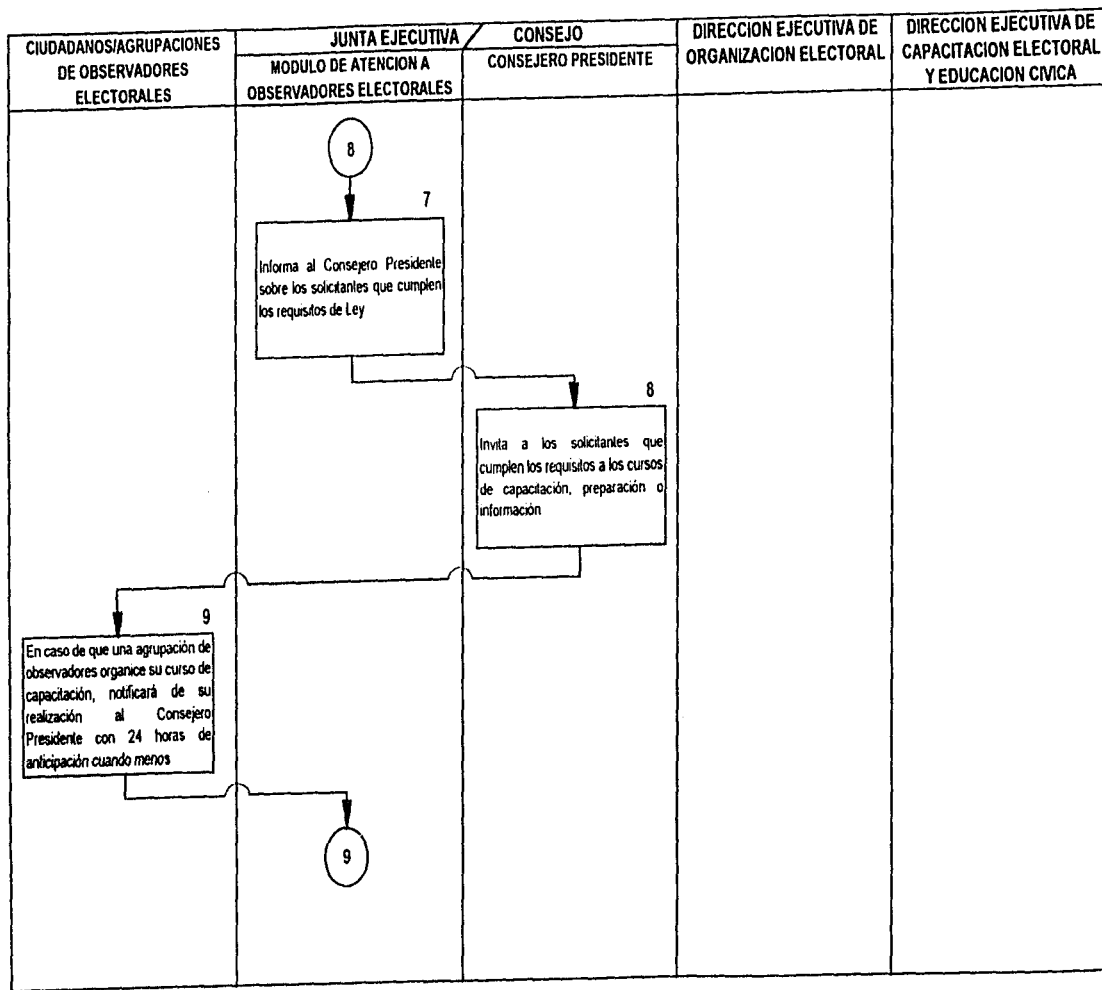 CIUDADANOS/AGRUPACIONES
DE OBSERVADORES
ELECTORALES
JUNTA EJECUTIVA / CONSEJO
MODULO DE ATENCION A
OBSERVADORES ELECTORALES
CONSEJERO PRESIDENTE
DIRECCION EJECUTIVA DE
ORGANIZACION ELECTORAL
DIRECCION EJECUTIVA DE
CAPACITACION ELECTORAL
Y EDUCACION CIVICA
8
7
Informa al Consejero Presidente
sobre los solicitantes que cumplen
los requisitos de Ley
8
Invita a los solicitantes que
cumplen los requisitos a los cursos
de capacitación, preparación o
información
9
En caso de que una agrupación de
observadores organice su curso de
capacitación, notificará de su
realización al Consejero
Presidente con 24 horas de
anticipación cuando menos
9